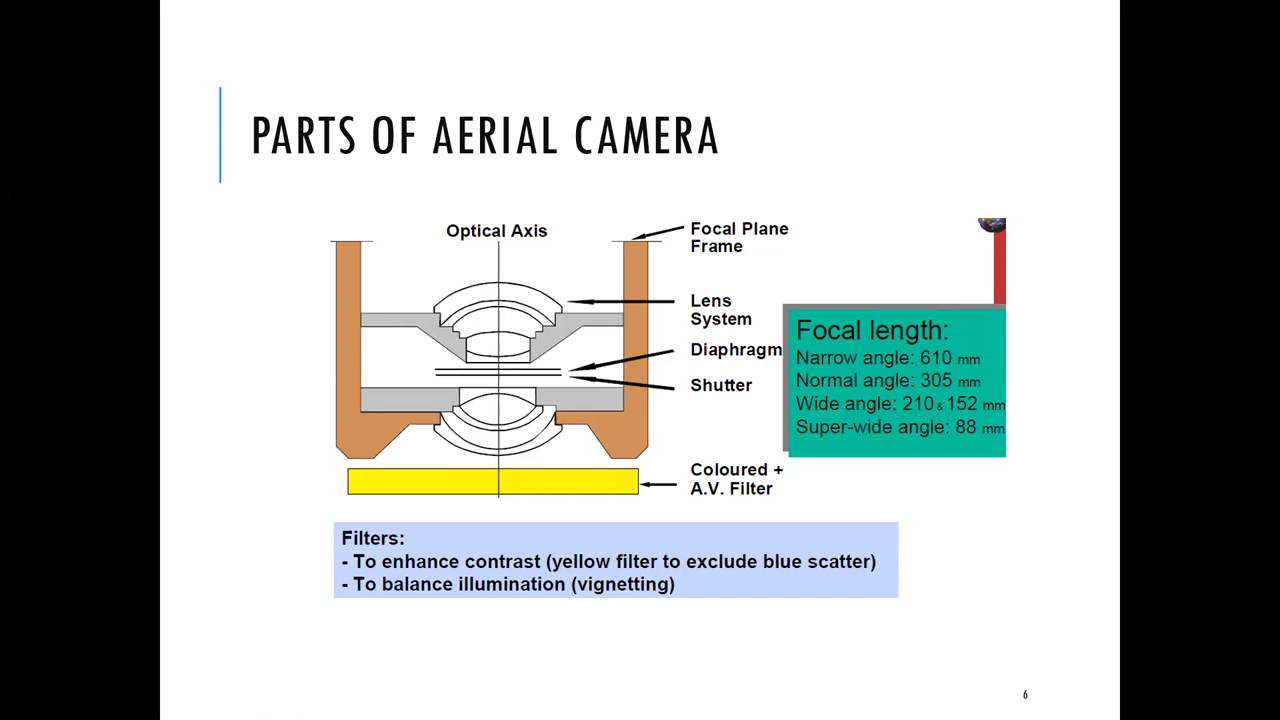 PARTS OF AERIAL CAMERA
Optical Axis
Focal Plane
Frame
Lens
System
Diaphragm
Shutter
Coloured +
A.V. Filter
Focal length:
Narrow angle: 610 mm
Normal angle: 305 mm
Wide angle: 210 & 152 mm
Super-wide angle: 88 mm
Filters:
- To enhance contrast (yellow filter to exclude blue scatter)
- To balance illumination (vignetting)
6